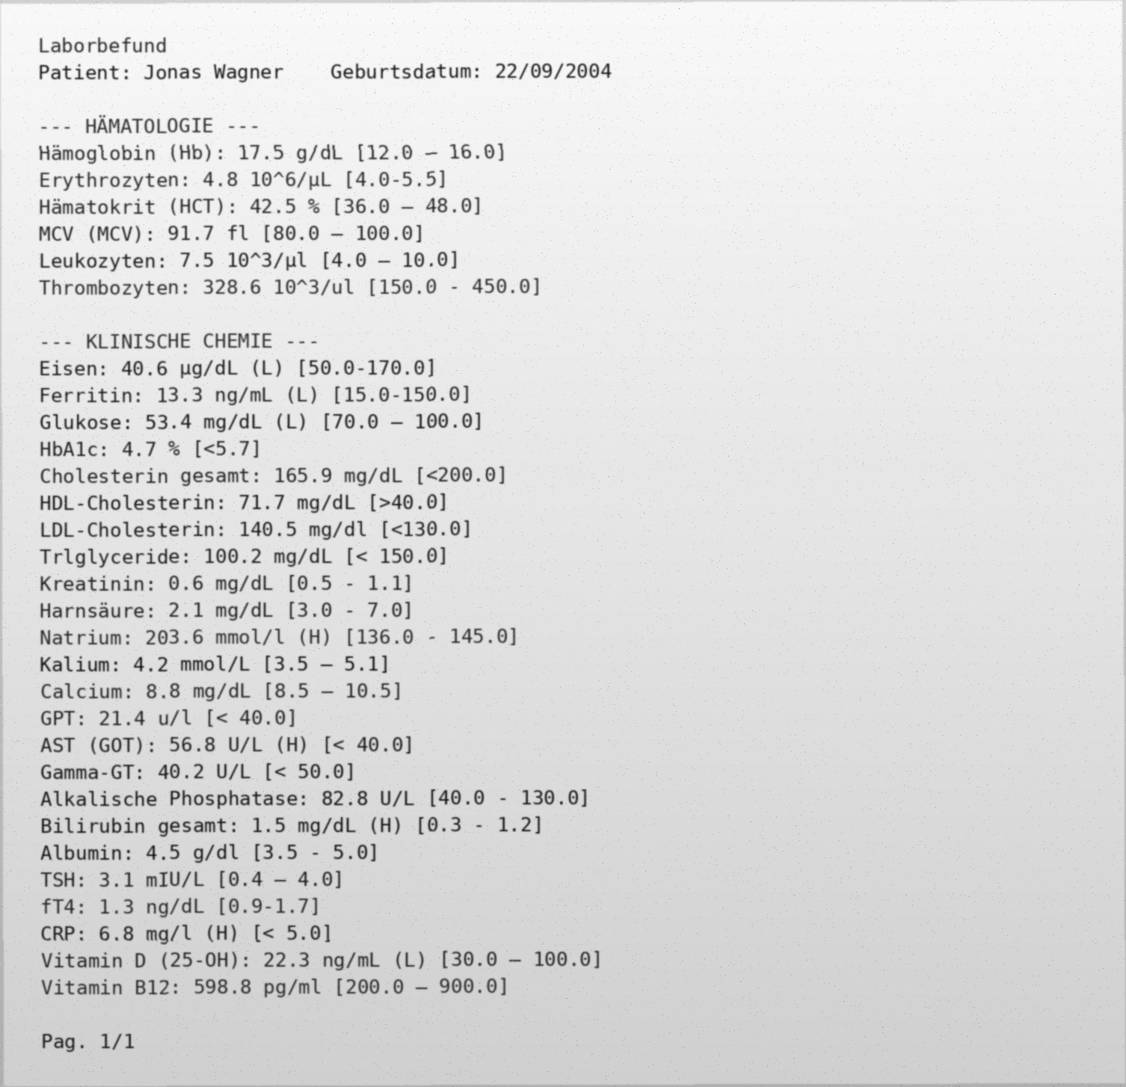 Laborbefund
Patient: Jonas Wagner    Geburtsdatum: 22/09/2004
--- HÄMATOLOGIE ---
Hämoglobin (Hb): 17.5 g/dL [12.0 – 16.0]
Erythrozyten: 4.8 10^6/µL [4.0-5.5]
Hämatokrit (HCT): 42.5 % [36.0 – 48.0]
MCV (MCV): 91.7 fl [80.0 – 100.0]
Leukozyten: 7.5 10^3/µl [4.0 – 10.0]
Thrombozyten: 328.6 10^3/ul [150.0 - 450.0]
--- KLINISCHE CHEMIE ---
Eisen: 40.6 µg/dL (L) [50.0-170.0]
Ferritin: 13.3 ng/mL (L) [15.0-150.0]
Glukose: 53.4 mg/dL (L) [70.0 – 100.0]
HbA1c: 4.7 % [<5.7]
Cholesterin gesamt: 165.9 mg/dL [<200.0]
HDL-Cholesterin: 71.7 mg/dL [>40.0]
LDL-Cholesterin: 140.5 mg/dl [<130.0]
Trlglyceride: 100.2 mg/dL [< 150.0]
Kreatinin: 0.6 mg/dL [0.5 - 1.1]
Harnsäure: 2.1 mg/dL [3.0 - 7.0]
Natrium: 203.6 mmol/l (H) [136.0 - 145.0]
Kalium: 4.2 mmol/L [3.5 – 5.1]
Calcium: 8.8 mg/dL [8.5 – 10.5]
GPT: 21.4 u/l [< 40.0]
AST (GOT): 56.8 U/L (H) [< 40.0]
Gamma-GT: 40.2 U/L [< 50.0]
Alkalische Phosphatase: 82.8 U/L [40.0 - 130.0]
Bilirubin gesamt: 1.5 mg/dL (H) [0.3 - 1.2]
Albumin: 4.5 g/dl [3.5 - 5.0]
TSH: 3.1 mIU/L [0.4 – 4.0]
fT4: 1.3 ng/dL [0.9-1.7]
CRP: 6.8 mg/l (H) [< 5.0]
Vitamin D (25-OH): 22.3 ng/mL (L) [30.0 – 100.0]
Vitamin B12: 598.8 pg/ml [200.0 – 900.0]
Pag. 1/1